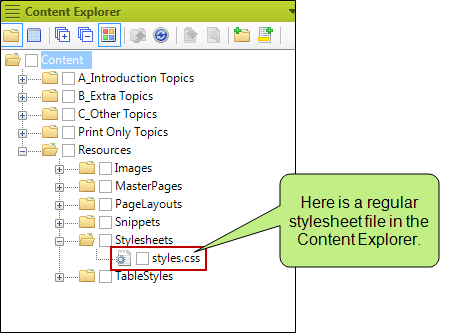 Content Explorer
Content
A_Introduction Topics
B_Extra Topics
C_Other Topics
Print Only Topics
Resources
Images
MasterPages
PageLayouts
Snippets
Stylesheets
styles.css
TableStyles
Here is a regular
stylesheet file in the
Content Explorer.